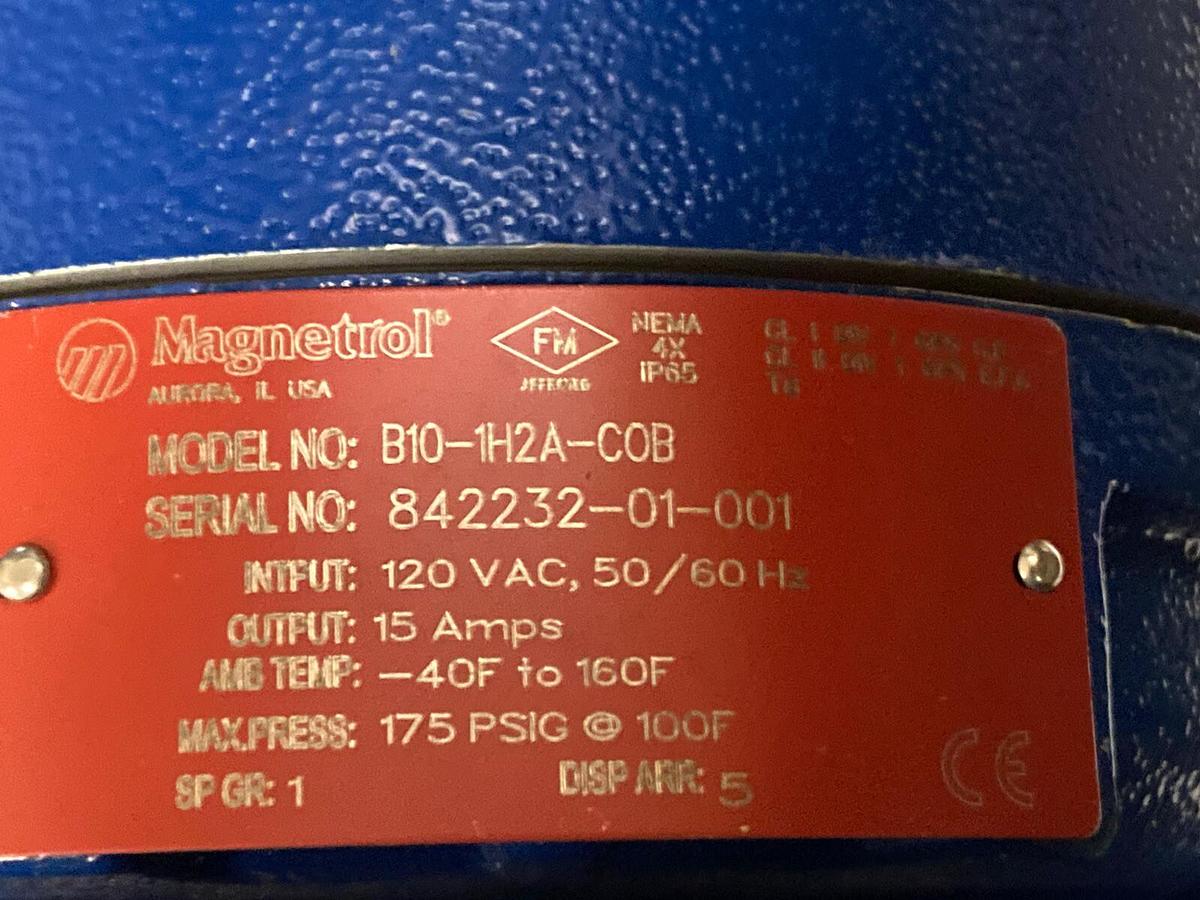 Magnetrol®
AURORA, IL USA
FM
NEMA
4X
IP65
MODEL NO: B10-1H2A-C0B
SERIAL NO: 842232-01-001
INTFUT: 120 VAC, 50/60 Hz
OUTFUT: 15 Amps
AMB TEMP: -40F to 160F
MAX.PRESS: 175 PSIG @ 100F
SP GR: 1
DISP ARR: 5
CE